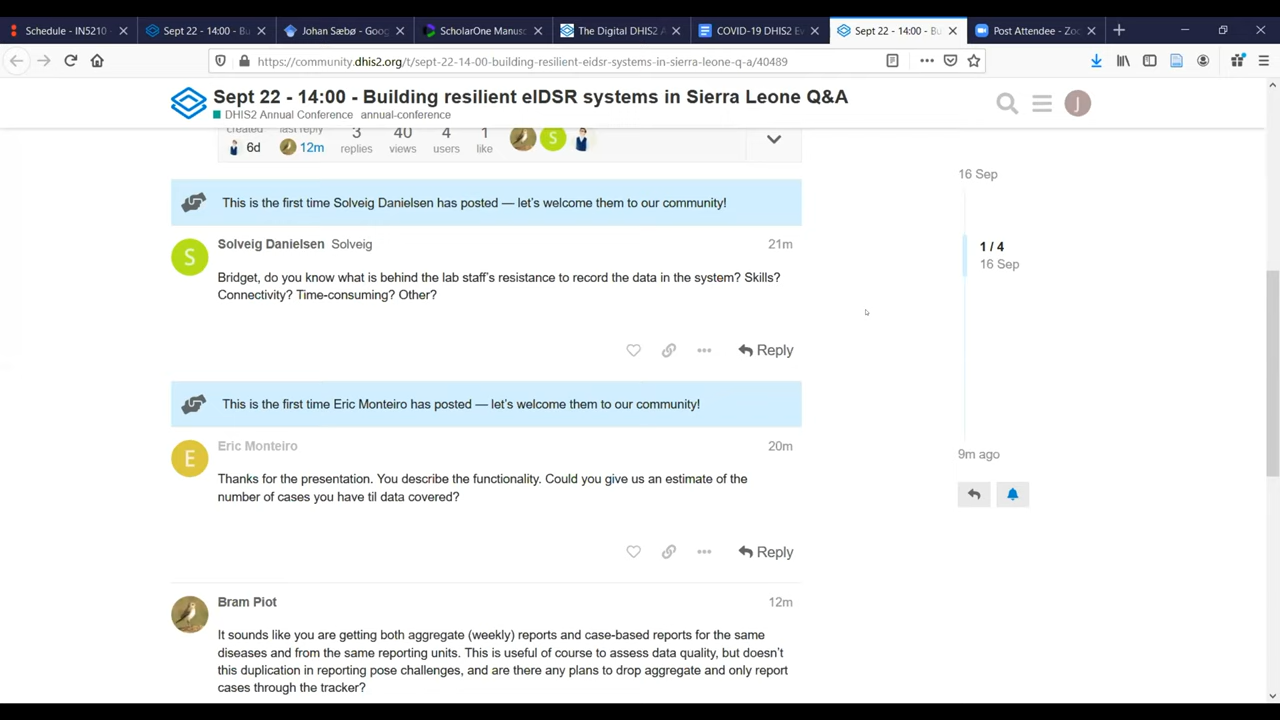 Schedule - IN5210
Sept 22 - 14:00 - Bu
Johan Sæbø - Goog
ScholarOne Manusc
The Digital DHIS2 A
COVID-19 DHIS2 Ev
Sept 22 - 14:00 - Bu
Post Attendee - Zoo
https://community.dhis2.org/t/sept-22-14-00-building-resilient-eidsr-systems-in-sierra-leone-q-a/40489
Sept 22 - 14:00 - Building resilient eIDSR systems in Sierra Leone Q&A
DHIS2 Annual Conference annual-conference
J
created last reply 3 40 4 1
6d 12m replies views users like
S
16 Sep
This is the first time Solveig Danielsen has posted — let's welcome them to our community!
S
Solveig Danielsen Solveig 21m
1 / 4
16 Sep
Bridget, do you know what is behind the lab staff's resistance to record the data in the system? Skills?
Connectivity? Time-consuming? Other?
Reply
This is the first time Eric Monteiro has posted — let's welcome them to our community!
E
Eric Monteiro 20m
9m ago
Thanks for the presentation. You describe the functionality. Could you give us an estimate of the
number of cases you have til data covered?
Reply
Bram Piot 12m
It sounds like you are getting both aggregate (weekly) reports and case-based reports for the same
diseases and from the same reporting units. This is useful of course to assess data quality, but doesn't
this duplication in reporting pose challenges, and are there any plans to drop aggregate and only report
cases through the tracker?